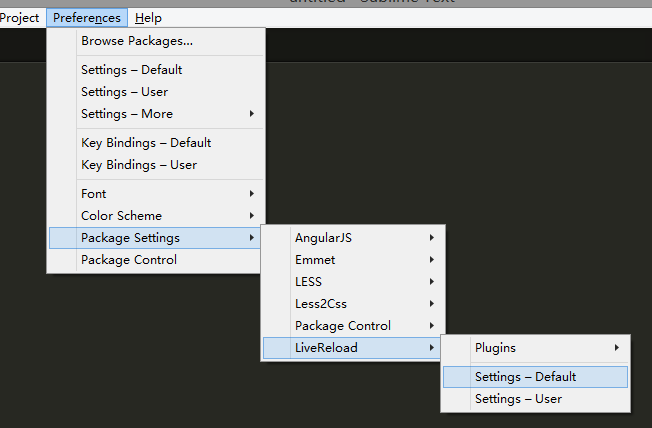 untitled - Sublime Text
Project Preferences Help
Browse Packages...
Settings – Default
Settings – User
Settings – More
Key Bindings – Default
Key Bindings – User
Font
Color Scheme
Package Settings
Package Control
AngularJS
Emmet
LESS
Less2Css
Package Control
LiveReload
Plugins
Settings – Default
Settings – User